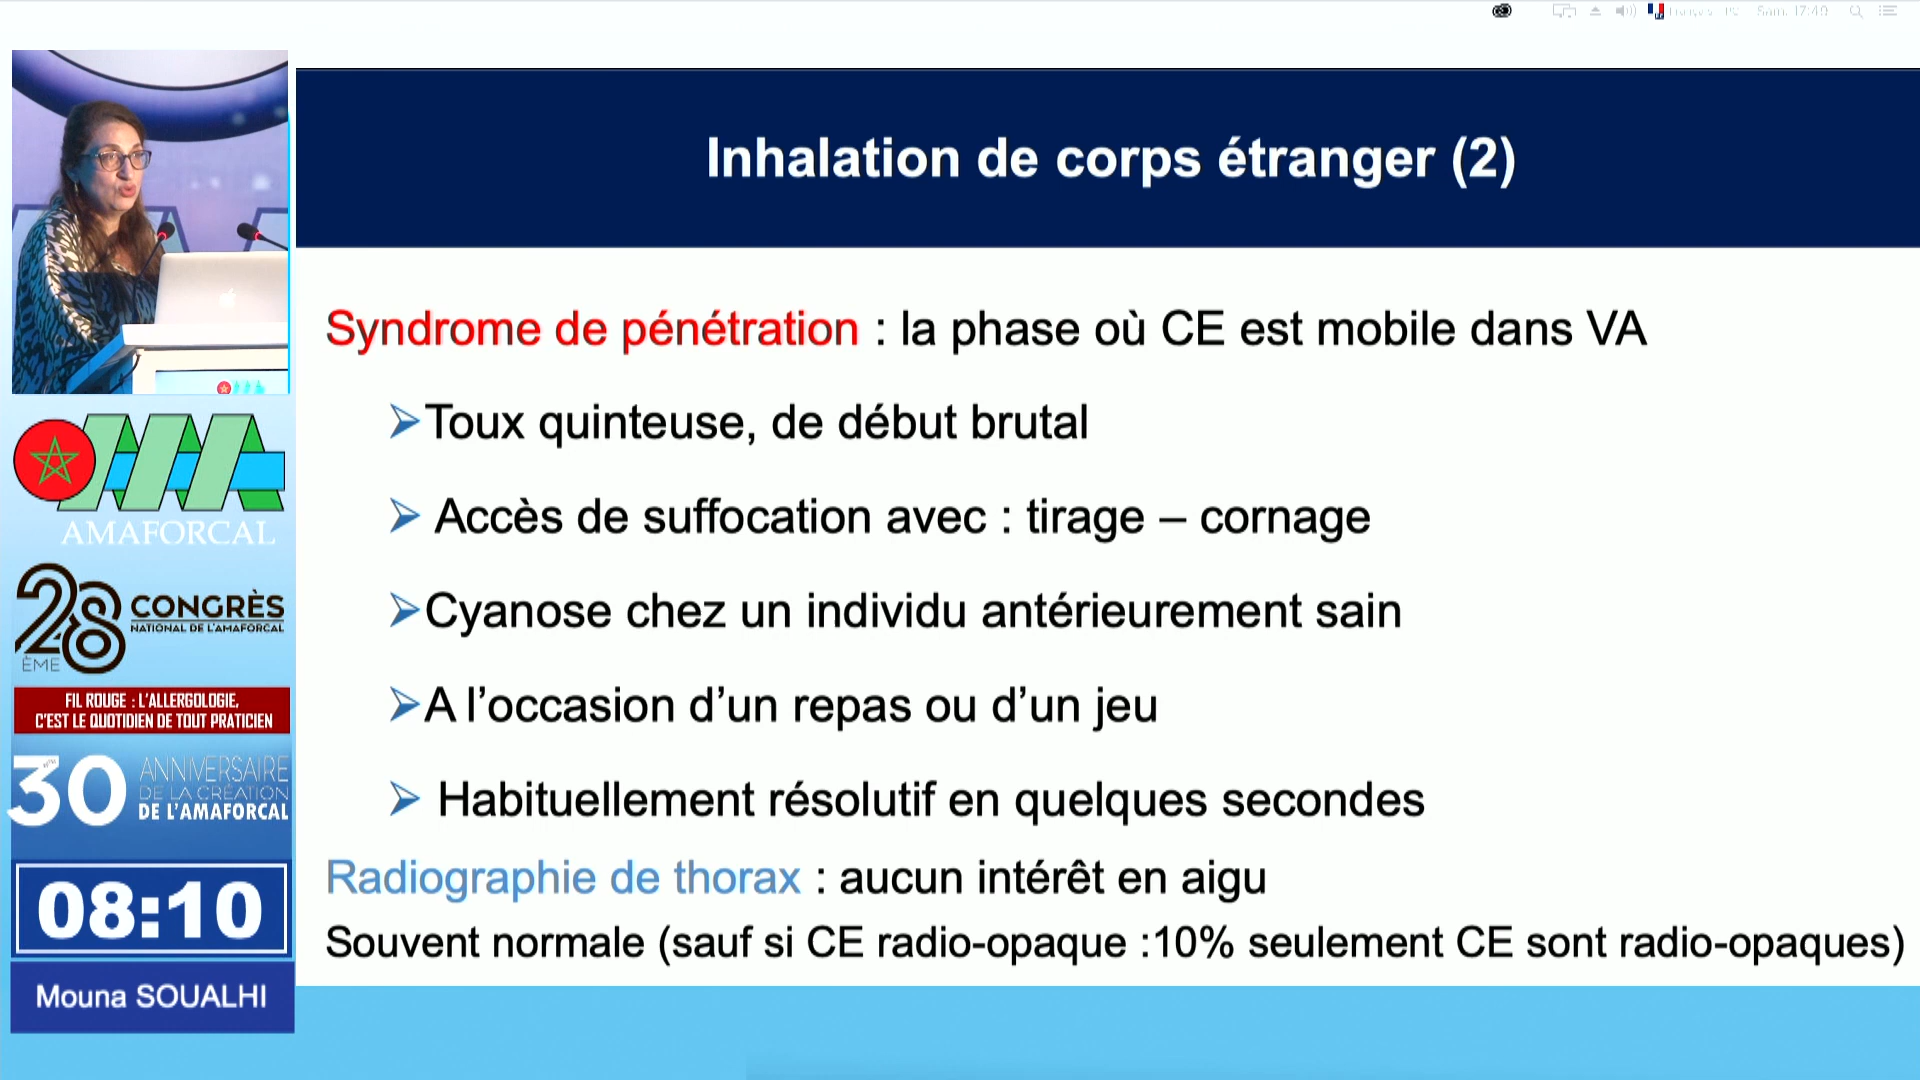 Sam. 17:40
Inhalation de corps étranger (2)
Syndrome de pénétration : la phase où CE est mobile dans VA
Toux quinteuse, de début brutal
Accès de suffocation avec : tirage – cornage
Cyanose chez un individu antérieurement sain
A l’occasion d’un repas ou d’un jeu
Habituellement résolutif en quelques secondes
Radiographie de thorax : aucun intérêt en aigu
Souvent normale (sauf si CE radio-opaque :10% seulement CE sont radio-opaques)
AMAFORCAL
28 ÈME CONGRÈS
NATIONAL DE L'AMAFORCAL
FIL ROUGE : L'ALLERGOLOGIE,
C'EST LE QUOTIDIEN DE TOUT PRATICIEN
30 ANNIVERSAIRE
DE LA CRÉATION
DE L'AMAFORCAL
08:10
Mouna SOUALHI